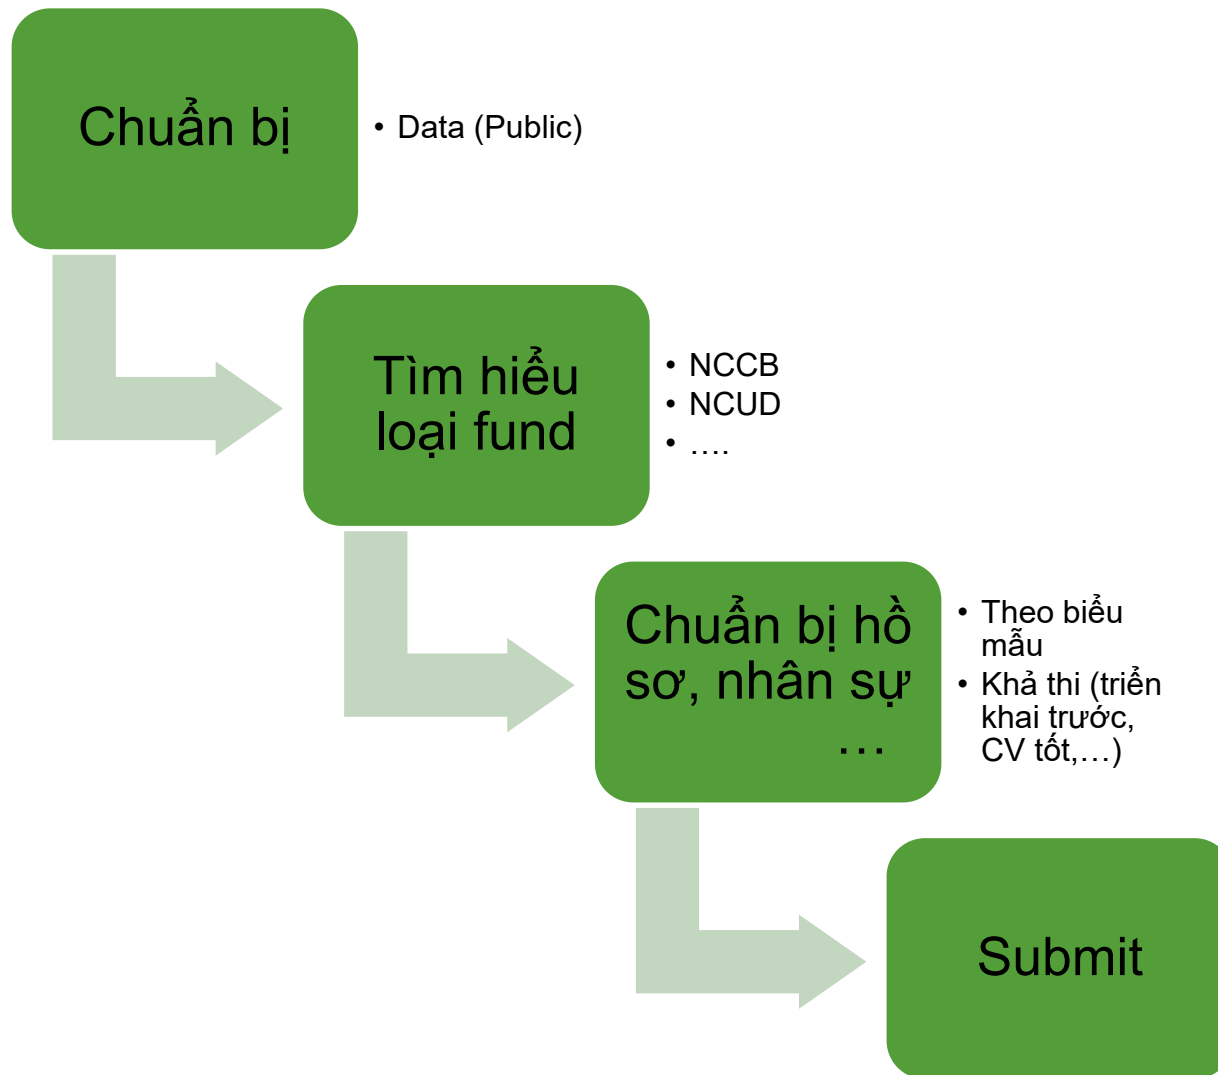 Chuẩn bị
• Data (Public)
Tìm hiểu
loại fund
• NCCB
• NCUD
• ….
Chuẩn bị hồ
sơ, nhân sự
…
• Theo biểu
mẫu
• Khả thi (triển
khai trước,
CV tốt,…)
Submit